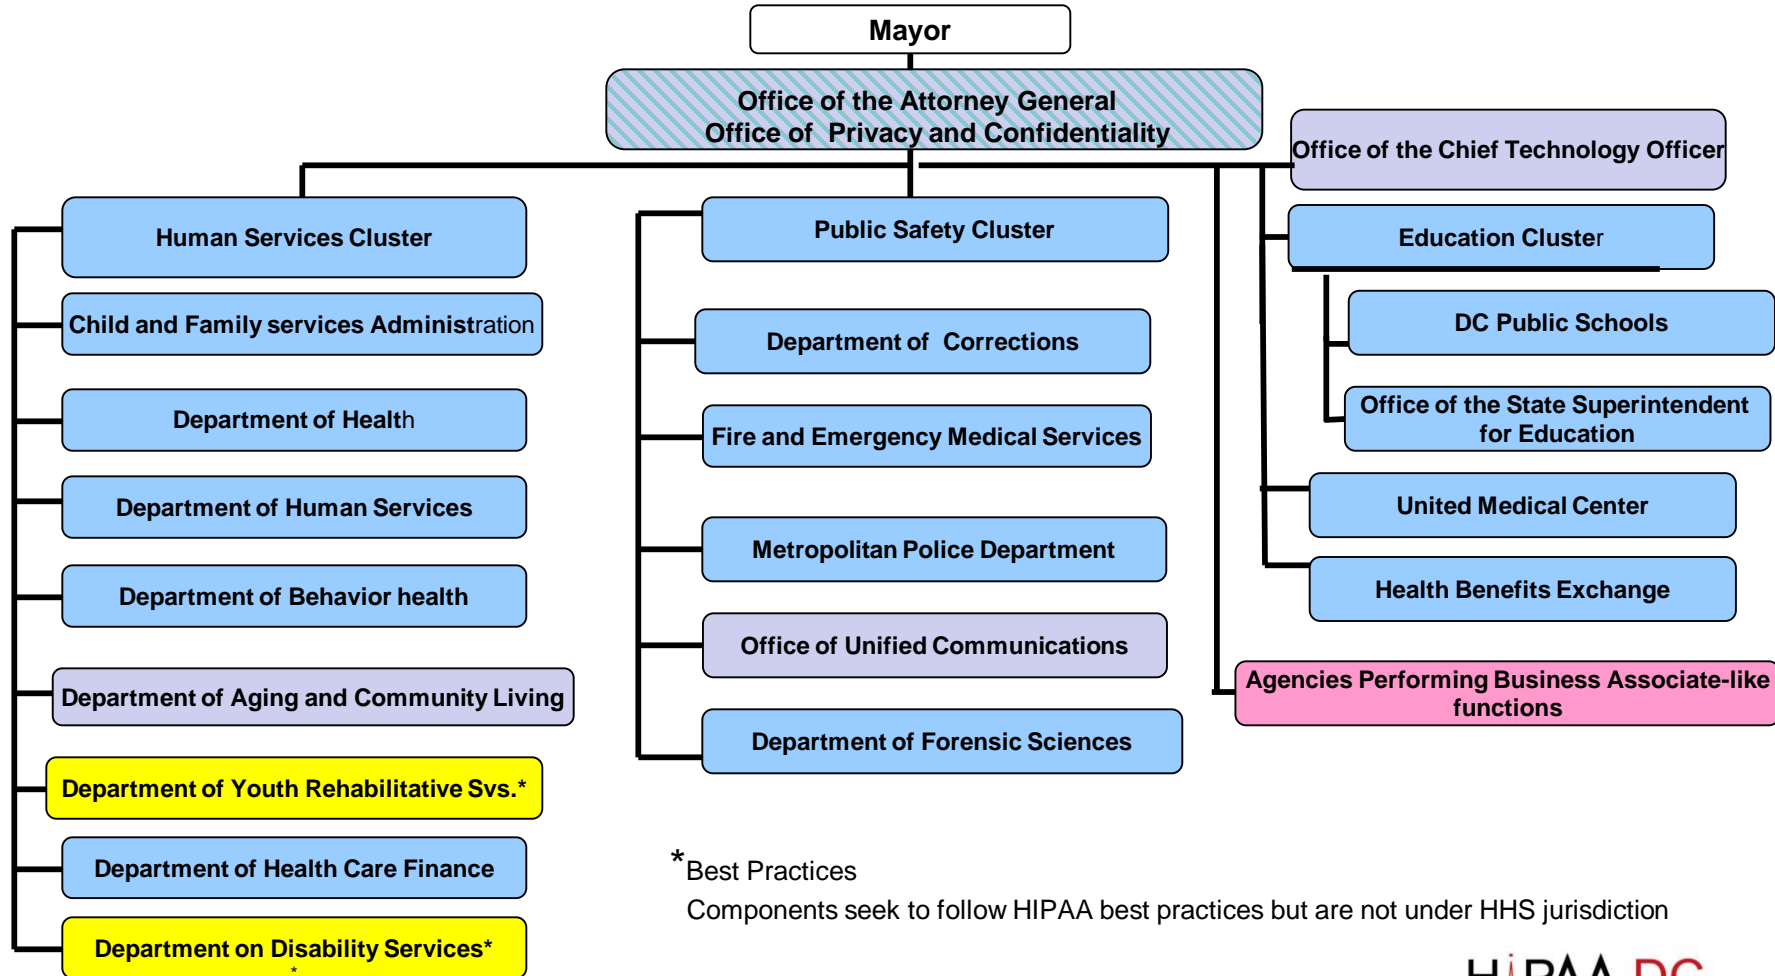 Mayor
Office of the Attorney General
Office of Privacy and Confidentiality
Office of the Chief Technology Officer
Human Services Cluster
Child and Family services Administration
Department of Health
Department of Human Services
Department of Behavior health
Department of Aging and Community Living
Department of Youth Rehabilitative Svs.*
Department of Health Care Finance
Department on Disability Services*
*
Public Safety Cluster
Department of Corrections
Fire and Emergency Medical Services
Metropolitan Police Department
Office of Unified Communications
Department of Forensic Sciences
Education Cluster
DC Public Schools
Office of the State Superintendent
for Education
United Medical Center
Health Benefits Exchange
Agencies Performing Business Associate-like
functions
*Best Practices
Components seek to follow HIPAA best practices but are not under HHS jurisdiction
HiPAA DC